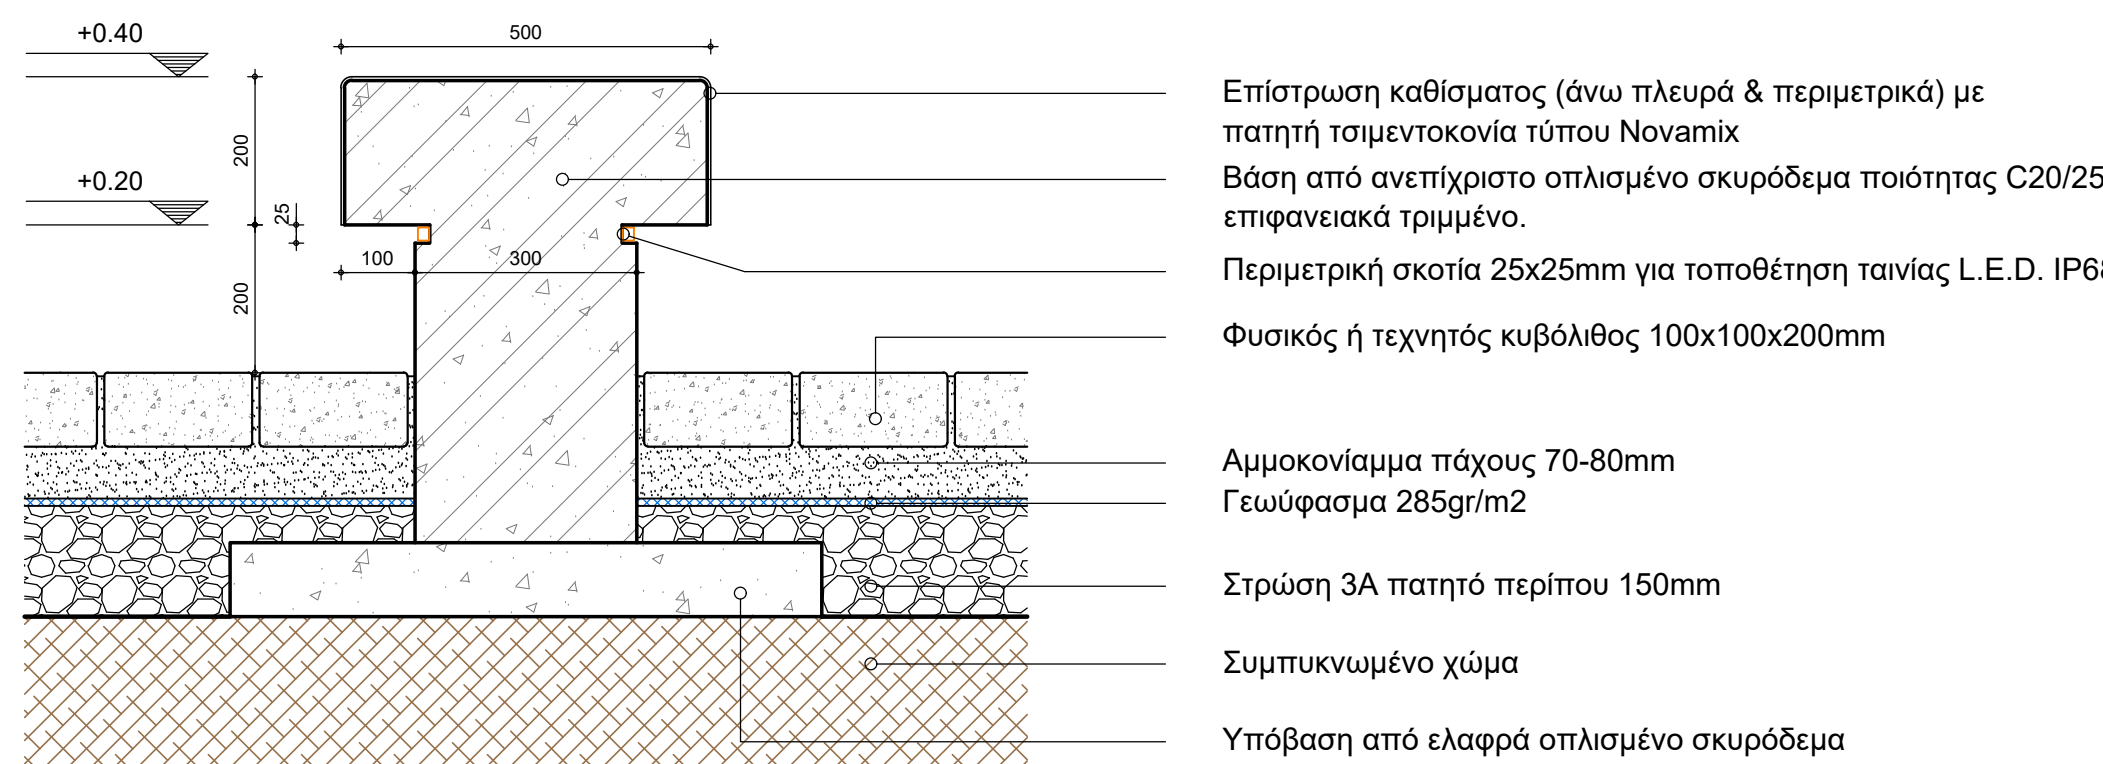 +0.40
500
200
+0.20
25
100
300
200
Επίστρωση καθίσματος (άνω πλευρά & περιμετρικά) με
πατητή τσιμεντοκονία τύπου Novamix
Βάση από ανεπίχριστο οπλισμένο σκυρόδεμα ποιότητας C20/25
επιφανειακά τριμμένο.
Περιμετρική σκοτία 25x25mm για τοποθέτηση ταινίας L.E.D. IP68
Φυσικός ή τεχνητός κυβόλιθος 100x100x200mm
Αμμοκονίαμμα πάχους 70-80mm
Γεωύφασμα 285gr/m2
Στρώση 3Α πατητό περίπου 150mm
Συμπυκνωμένο χώμα
Υπόβαση από ελαφρά οπλισμένο σκυρόδεμα